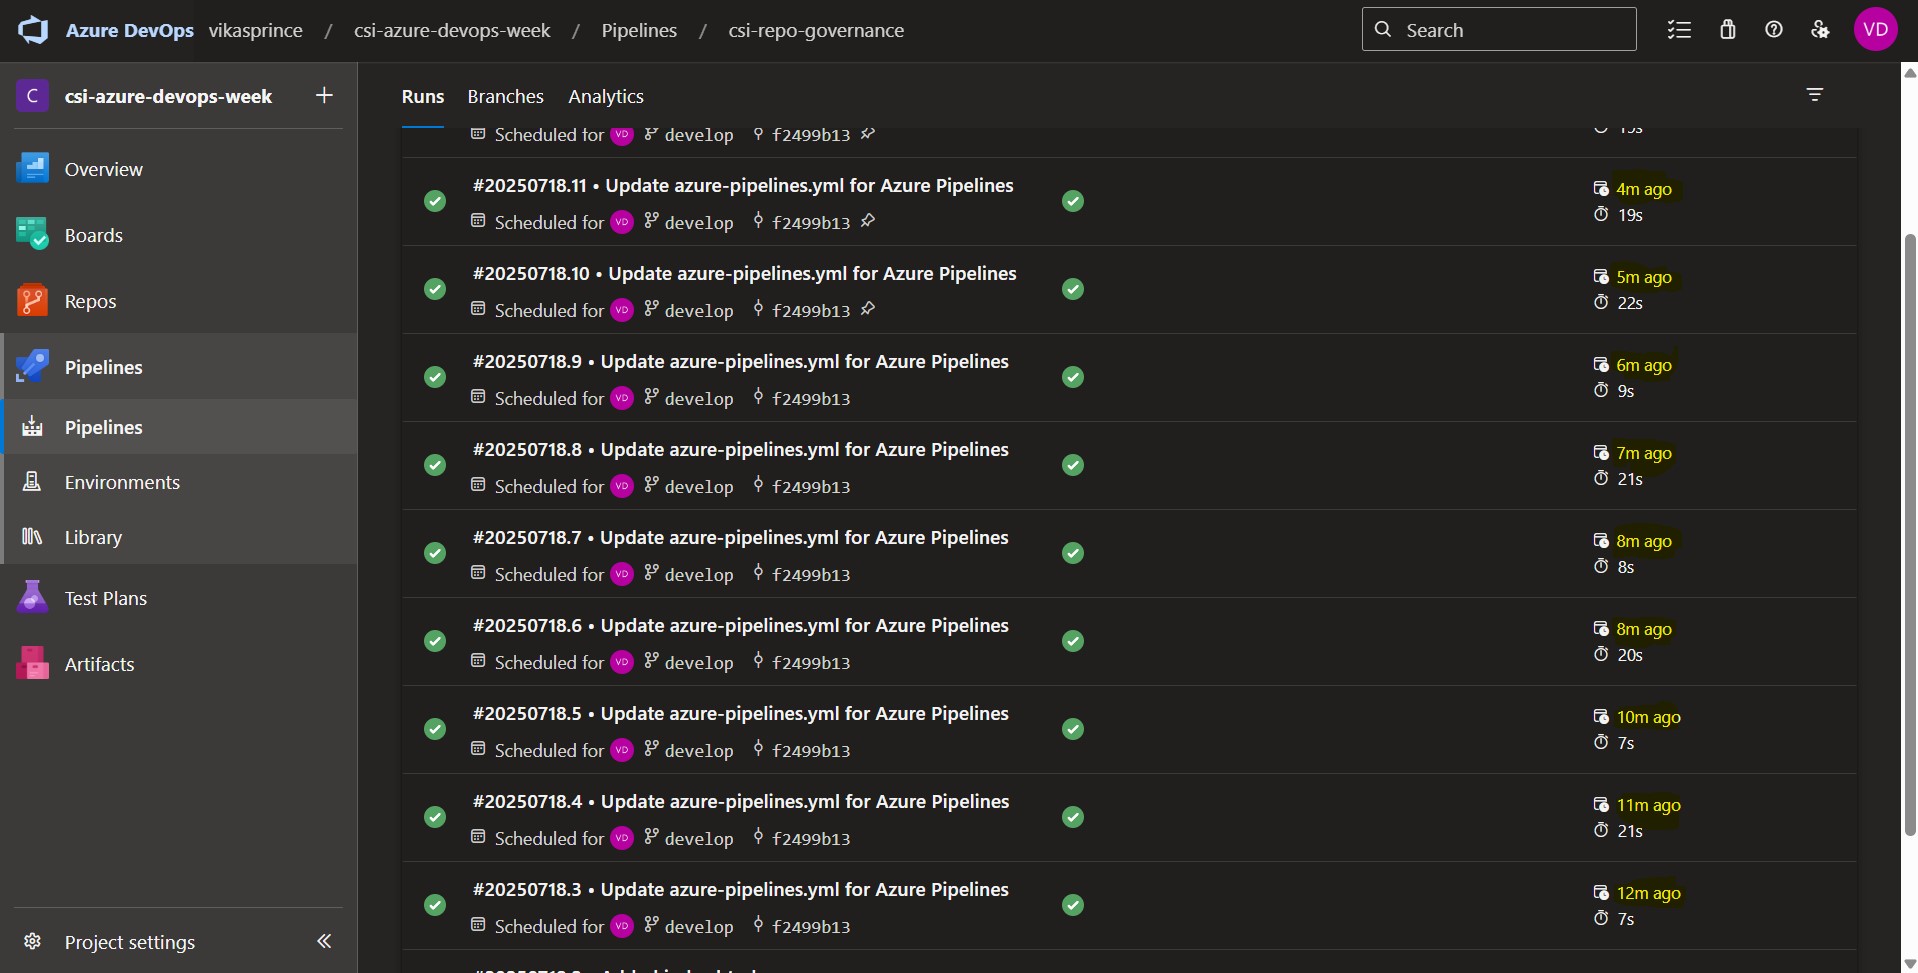 Azure DevOps vikasprince / csi-azure-devops-week / Pipelines / csi-repo-governance
Search
VD
C csi-azure-devops-week
Overview
Boards
Repos
Pipelines
Pipelines
Environments
Library
Test Plans
Artifacts
Project settings
Runs Branches Analytics
Scheduled for VD develop f2499b13
#20250718.11 • Update azure-pipelines.yml for Azure Pipelines
Scheduled for VD develop f2499b13
4m ago
19s
#20250718.10 • Update azure-pipelines.yml for Azure Pipelines
Scheduled for VD develop f2499b13
5m ago
22s
#20250718.9 • Update azure-pipelines.yml for Azure Pipelines
Scheduled for VD develop f2499b13
6m ago
9s
#20250718.8 • Update azure-pipelines.yml for Azure Pipelines
Scheduled for VD develop f2499b13
7m ago
21s
#20250718.7 • Update azure-pipelines.yml for Azure Pipelines
Scheduled for VD develop f2499b13
8m ago
8s
#20250718.6 • Update azure-pipelines.yml for Azure Pipelines
Scheduled for VD develop f2499b13
8m ago
20s
#20250718.5 • Update azure-pipelines.yml for Azure Pipelines
Scheduled for VD develop f2499b13
10m ago
7s
#20250718.4 • Update azure-pipelines.yml for Azure Pipelines
Scheduled for VD develop f2499b13
11m ago
21s
#20250718.3 • Update azure-pipelines.yml for Azure Pipelines
Scheduled for VD develop f2499b13
12m ago
7s